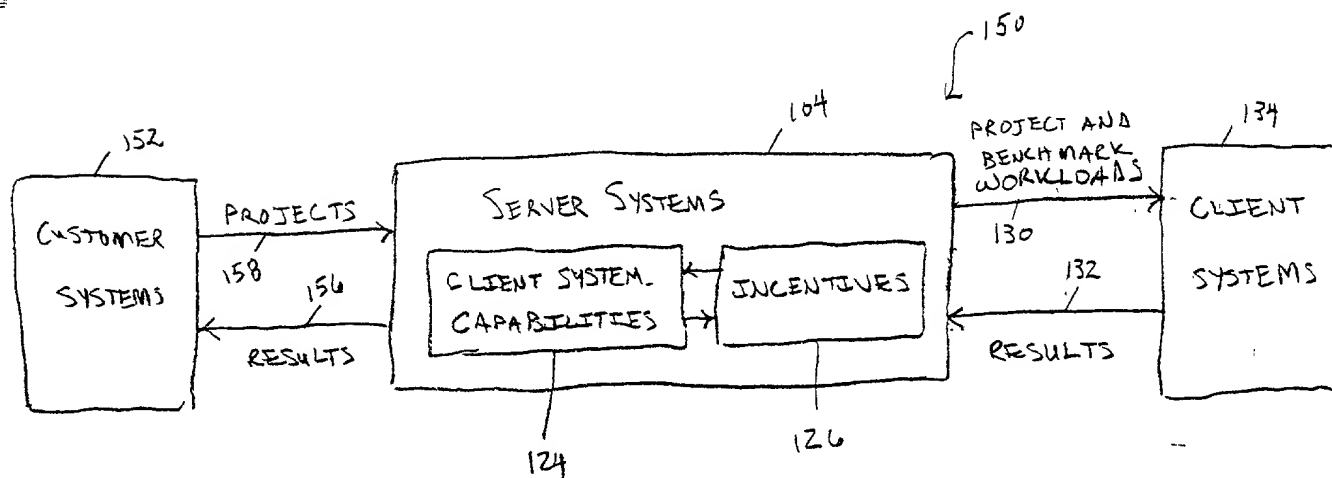 150
152
104
134
PROJECT AND
BENCHMARK
WORKLOADS
CUSTOMER
SYSTEMS
PROJECTS
158
156
RESULTS
SERVER SYSTEMS
CLIENT SYSTEM
CAPABILITIES
INCENTIVES
124
126
130
132
RESULTS
CLIENT
SYSTEMS